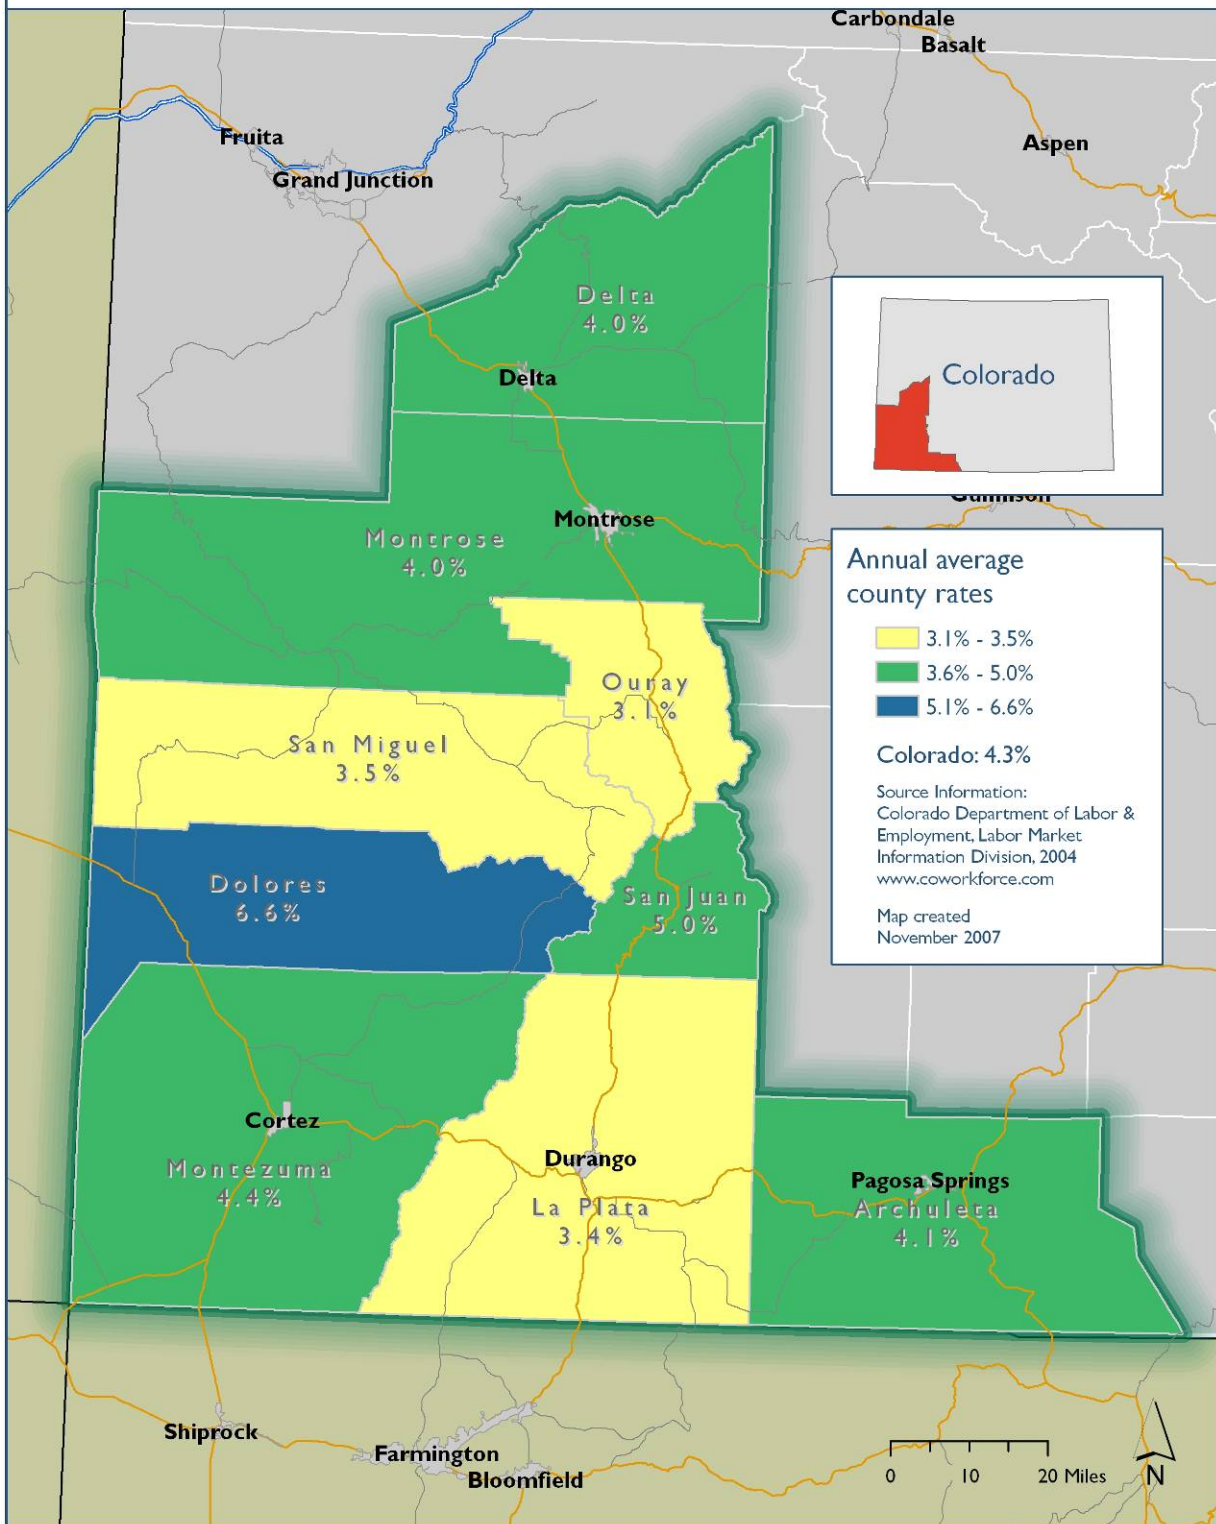 Carbondale
Basalt
Aspen
Fruita
Grand Junction
Delta
4.0%
Delta
Colorado
Gunnison
Montrose
Montrose
4.0%
Annual average
county rates
3.1% - 3.5%
3.6% - 5.0%
5.1% - 6.6%
Colorado: 4.3%
Source Information:
Colorado Department of Labor &
Employment, Labor Market
Information Division, 2004
www.coworkforce.com
Map created
November 2007
Ouray
3.1%
San Miguel
3.5%
Dolores
6.6%
San Juan
5.0%
Cortez
Montezuma
4.4%
Durango
La Plata
3.4%
Pagosa Springs
Archuleta
4.1%
Shiprock
Farmington
Bloomfield
0 10 20 Miles
N